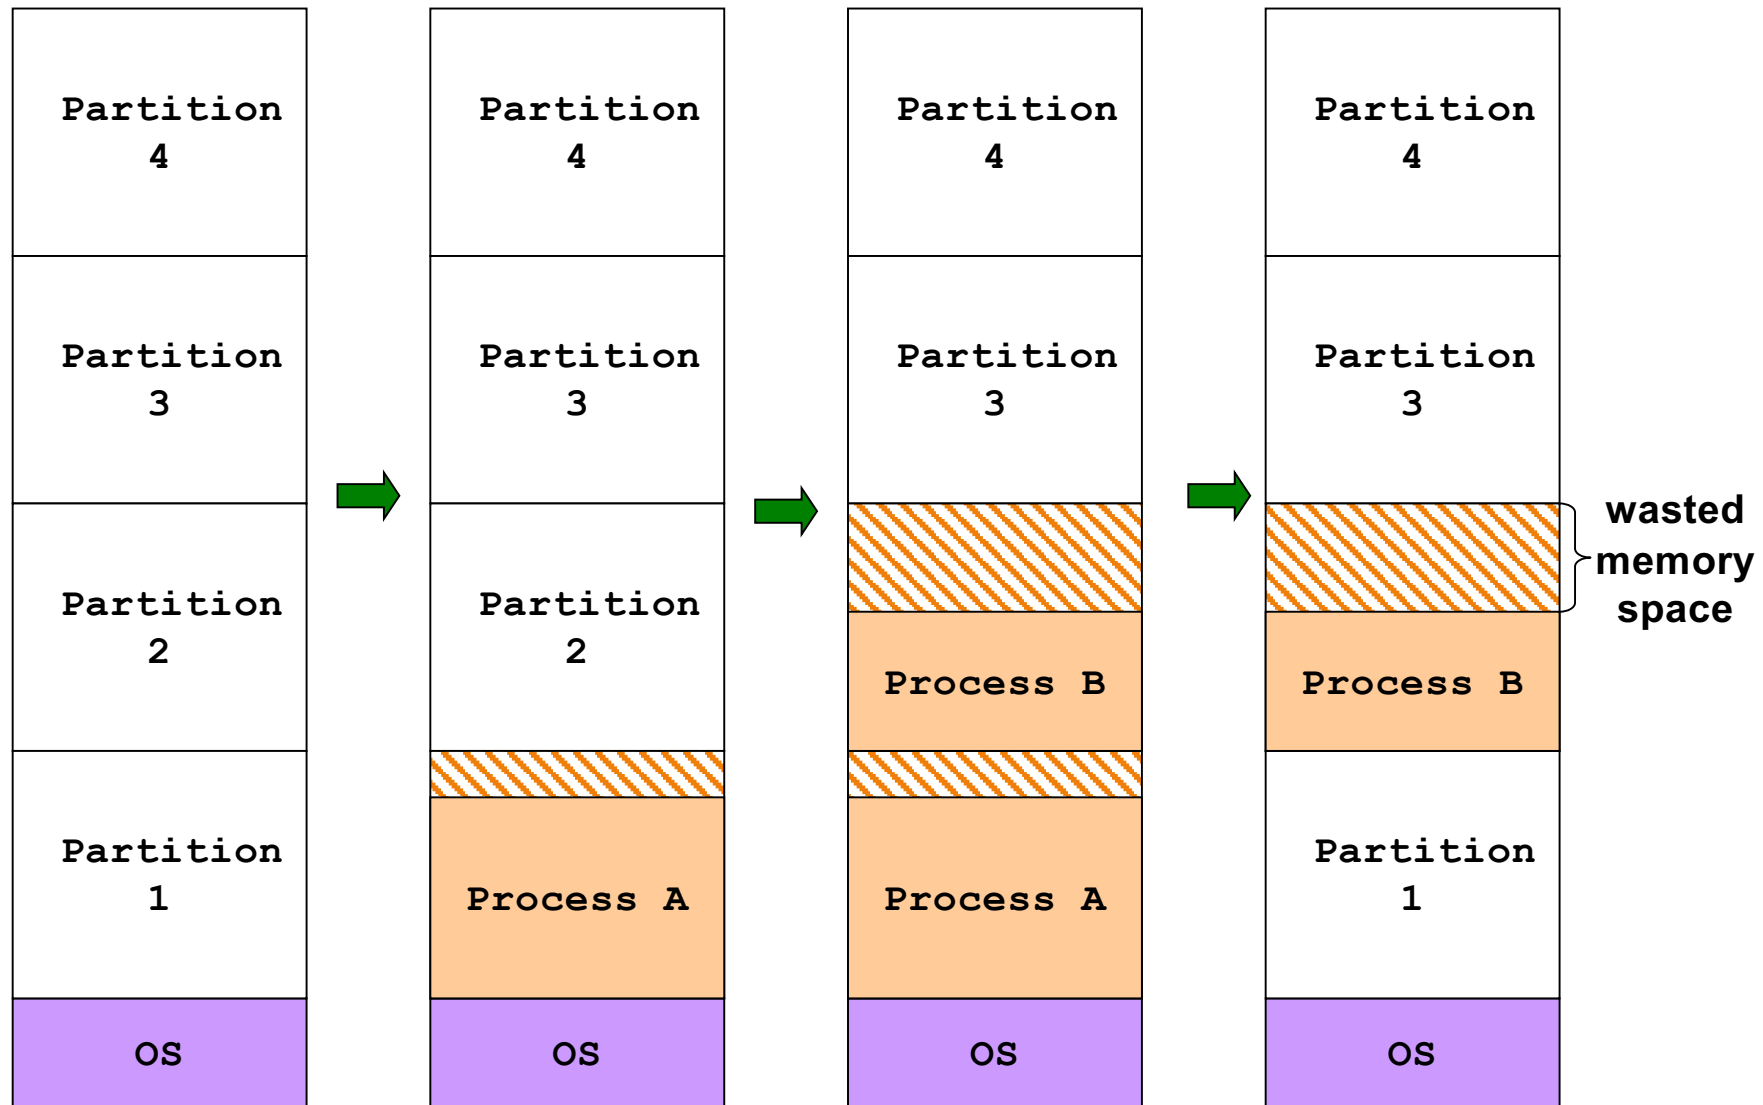 Partition
4
Partition
3
Partition
2
Partition
1
OS
Partition
4
Partition
3
Partition
2
Process A
OS
Partition
4
Partition
3
Process B
Process A
OS
Partition
4
Partition
3
Process B
Partition
1
OS
wasted
memory
space